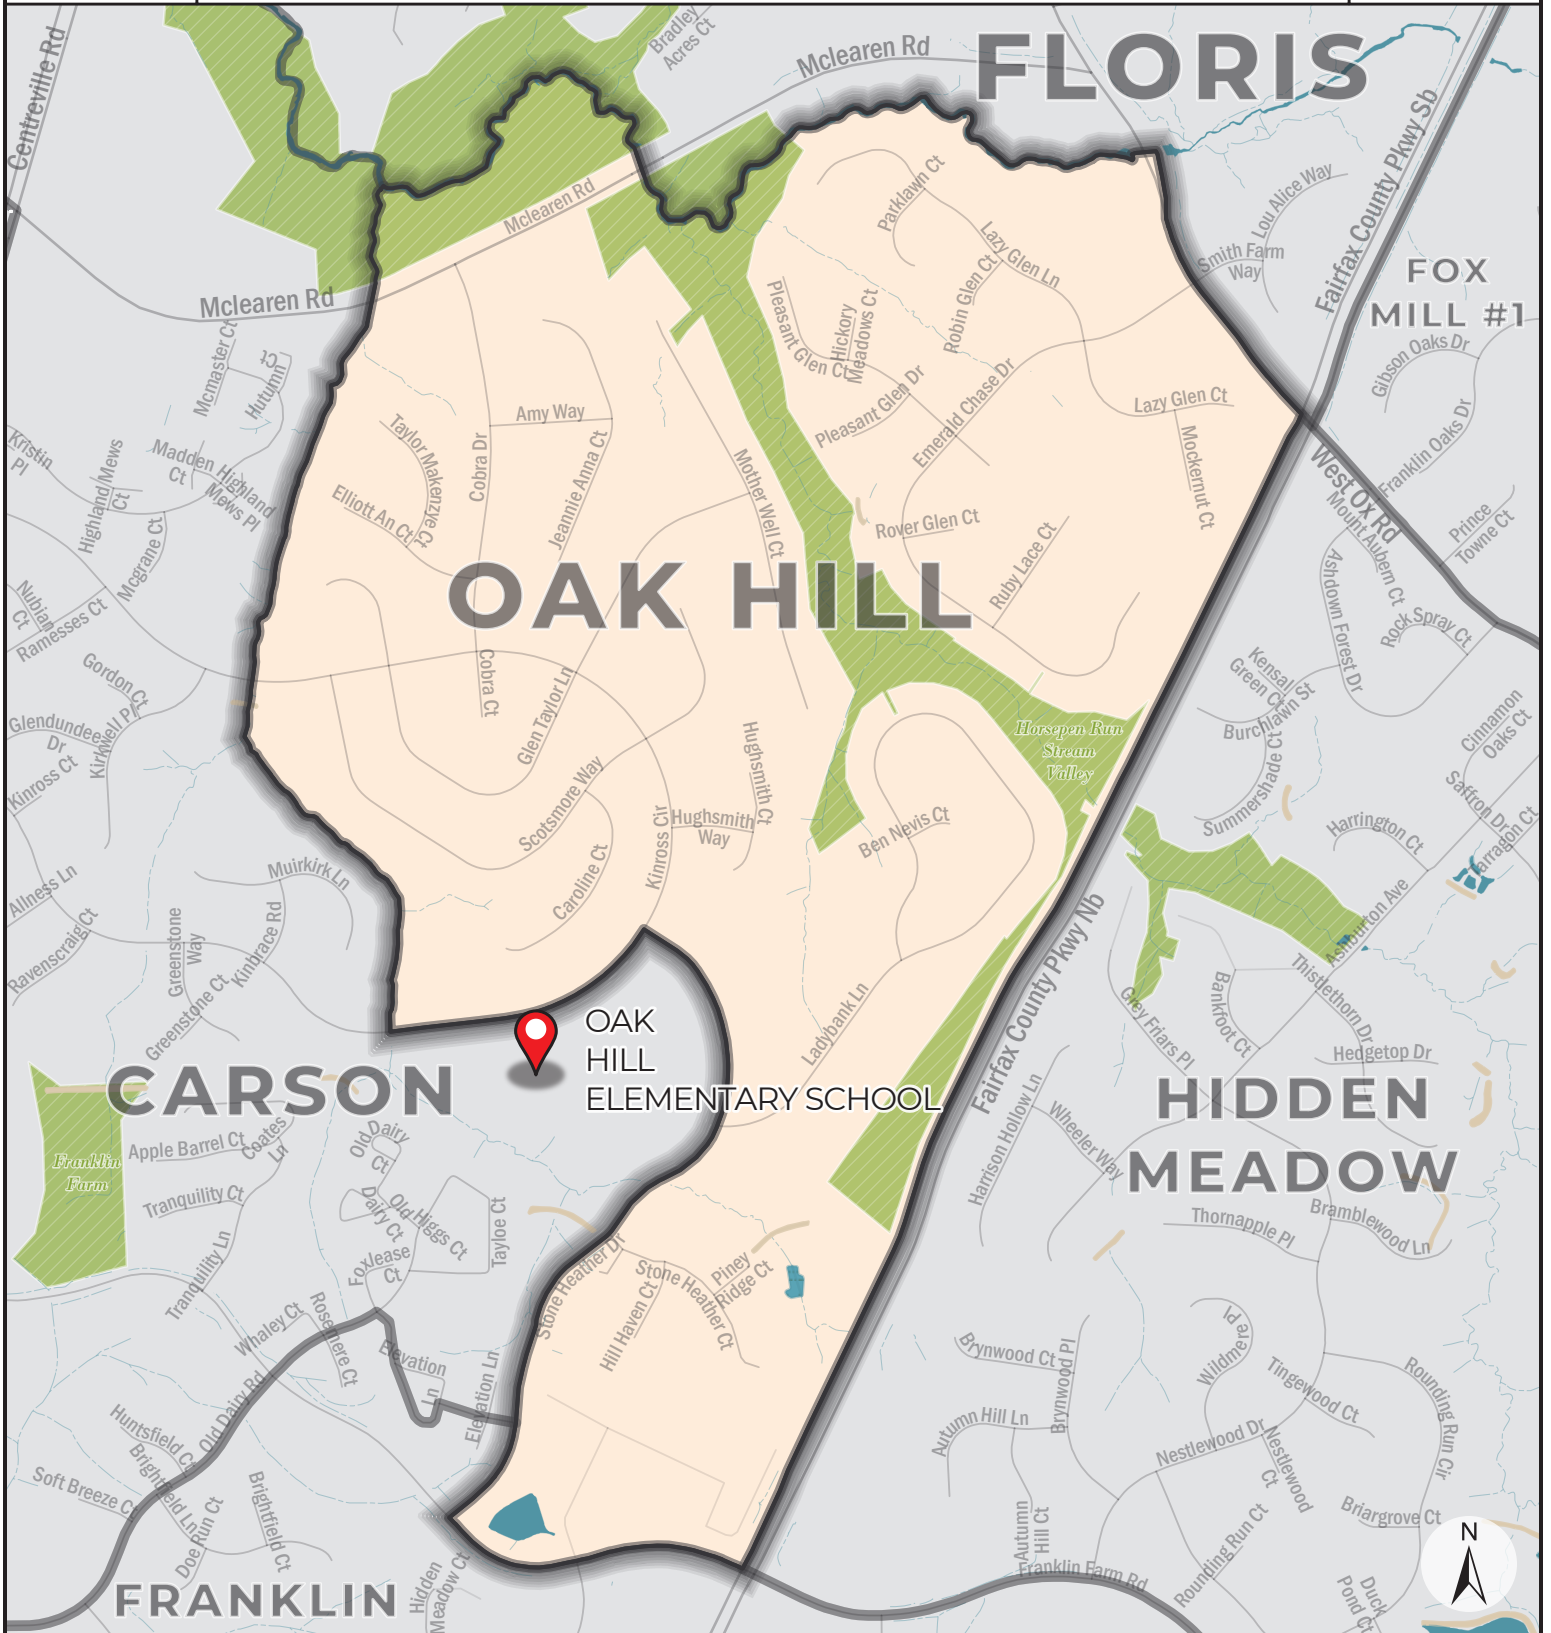 Centreville Rd
Bradley
Acres Ct
Mclearen Rd
FLORIS
Fairfax County Pkwy Sb
Parklawn Ct
Lou Alice Way
Mclearen Rd
Lazy Glen Ln
Smith Farm
Way
FOX
MILL #1
Mclearen Rd
Pleasant Glen Ct
Hickory
Meadows Ct
Robin Glen Ct
Gibson Oaks Dr
Mcmaster Ct
Hutumn
Ct
Amy Way
Pleasant Glen Dr
Emerald Chase Dr
Lazy Glen Ct
Mockernut Ct
Kristin
Pl
Madden Highland
Ct
Mews Pl
Highland Mews
Ct
Taylor Makenzye Ct
Cobra Dr
Jeannie Anna Ct
Mother Well Ct
West Ox Rd
Franklin Oaks Dr
Elliott An Ct
Rover Glen Ct
Mount Auburn Ct
Prince
Towne Ct
Mcgrane Ct
Nubian
Ct
Ramesses Ct
OAK HILL
Ruby Lace Ct
Ashdown Forest Dr
Rock Spray Ct
Gordon Ct
Cobra Ct
Glen Taylor Ln
Kensal
Green Ct
Burchlawn St
Glendundee
Dr
Kirkwell Pl
Kinross Ct
Hughsmith Ct
Horsepen Run
Stream
Valley
Cinnamon
Oaks Ct
Scotsmore Way
Summershade Ct
Saffron Dr
Hughsmith
Way
Kinross Cir
Ben Nevis Ct
Harrington Ct
Tarragon Ct
Allness Ln
Muirkirk Ln
Caroline Ct
Ashburton Ave
Ravenscraig Ct
Greenstone
Way
Kinbrace Rd
Fairfax County Pkwy Nb
Greenstone Ct
Ladybank Ln
Grey Friars Pl
Bankfoot Ct
Thistlethorn Dr
OAK
HILL
ELEMENTARY SCHOOL
Hedgetop Dr
CARSON
HIDDEN
MEADOW
Harrison Hollow Ln
Wheeler Way
Franklin
Farm
Apple Barrel Ct
Coates
Ln
Old Dairy
Ct
Tranquility Ct
Old
Dairy Ct
Higgs Ct
Tayloe Ct
Thornapple Pl
Bramblewood Ln
Tranquility Ln
Foxlease
Ct
Stone Heather Dr
Stone Heather Ct
Piney
Ridge Ct
Hill Haven Ct
Whaley Ct
Rosemere Ct
Elevation
Ln
Elevation Ln
Wildmere
Pl
Brynwood Ct
Brynwood Pl
Tingewood Ct
Rounding Run Cir
Old Dairy Rd
Huntsfield Ct
Brightfield Ln
Autumn Hill Ln
Nestlewood Dr
Nestlewood
Ct
Soft Breeze Ct
Doe Run Ct
Brightfield Ct
Autumn
Hill Ct
Rounding Run Ct
Briargrove Ct
N
FRANKLIN
Hidden
Meadow Ct
Franklin Farm Rd
Duck
Pond Ct